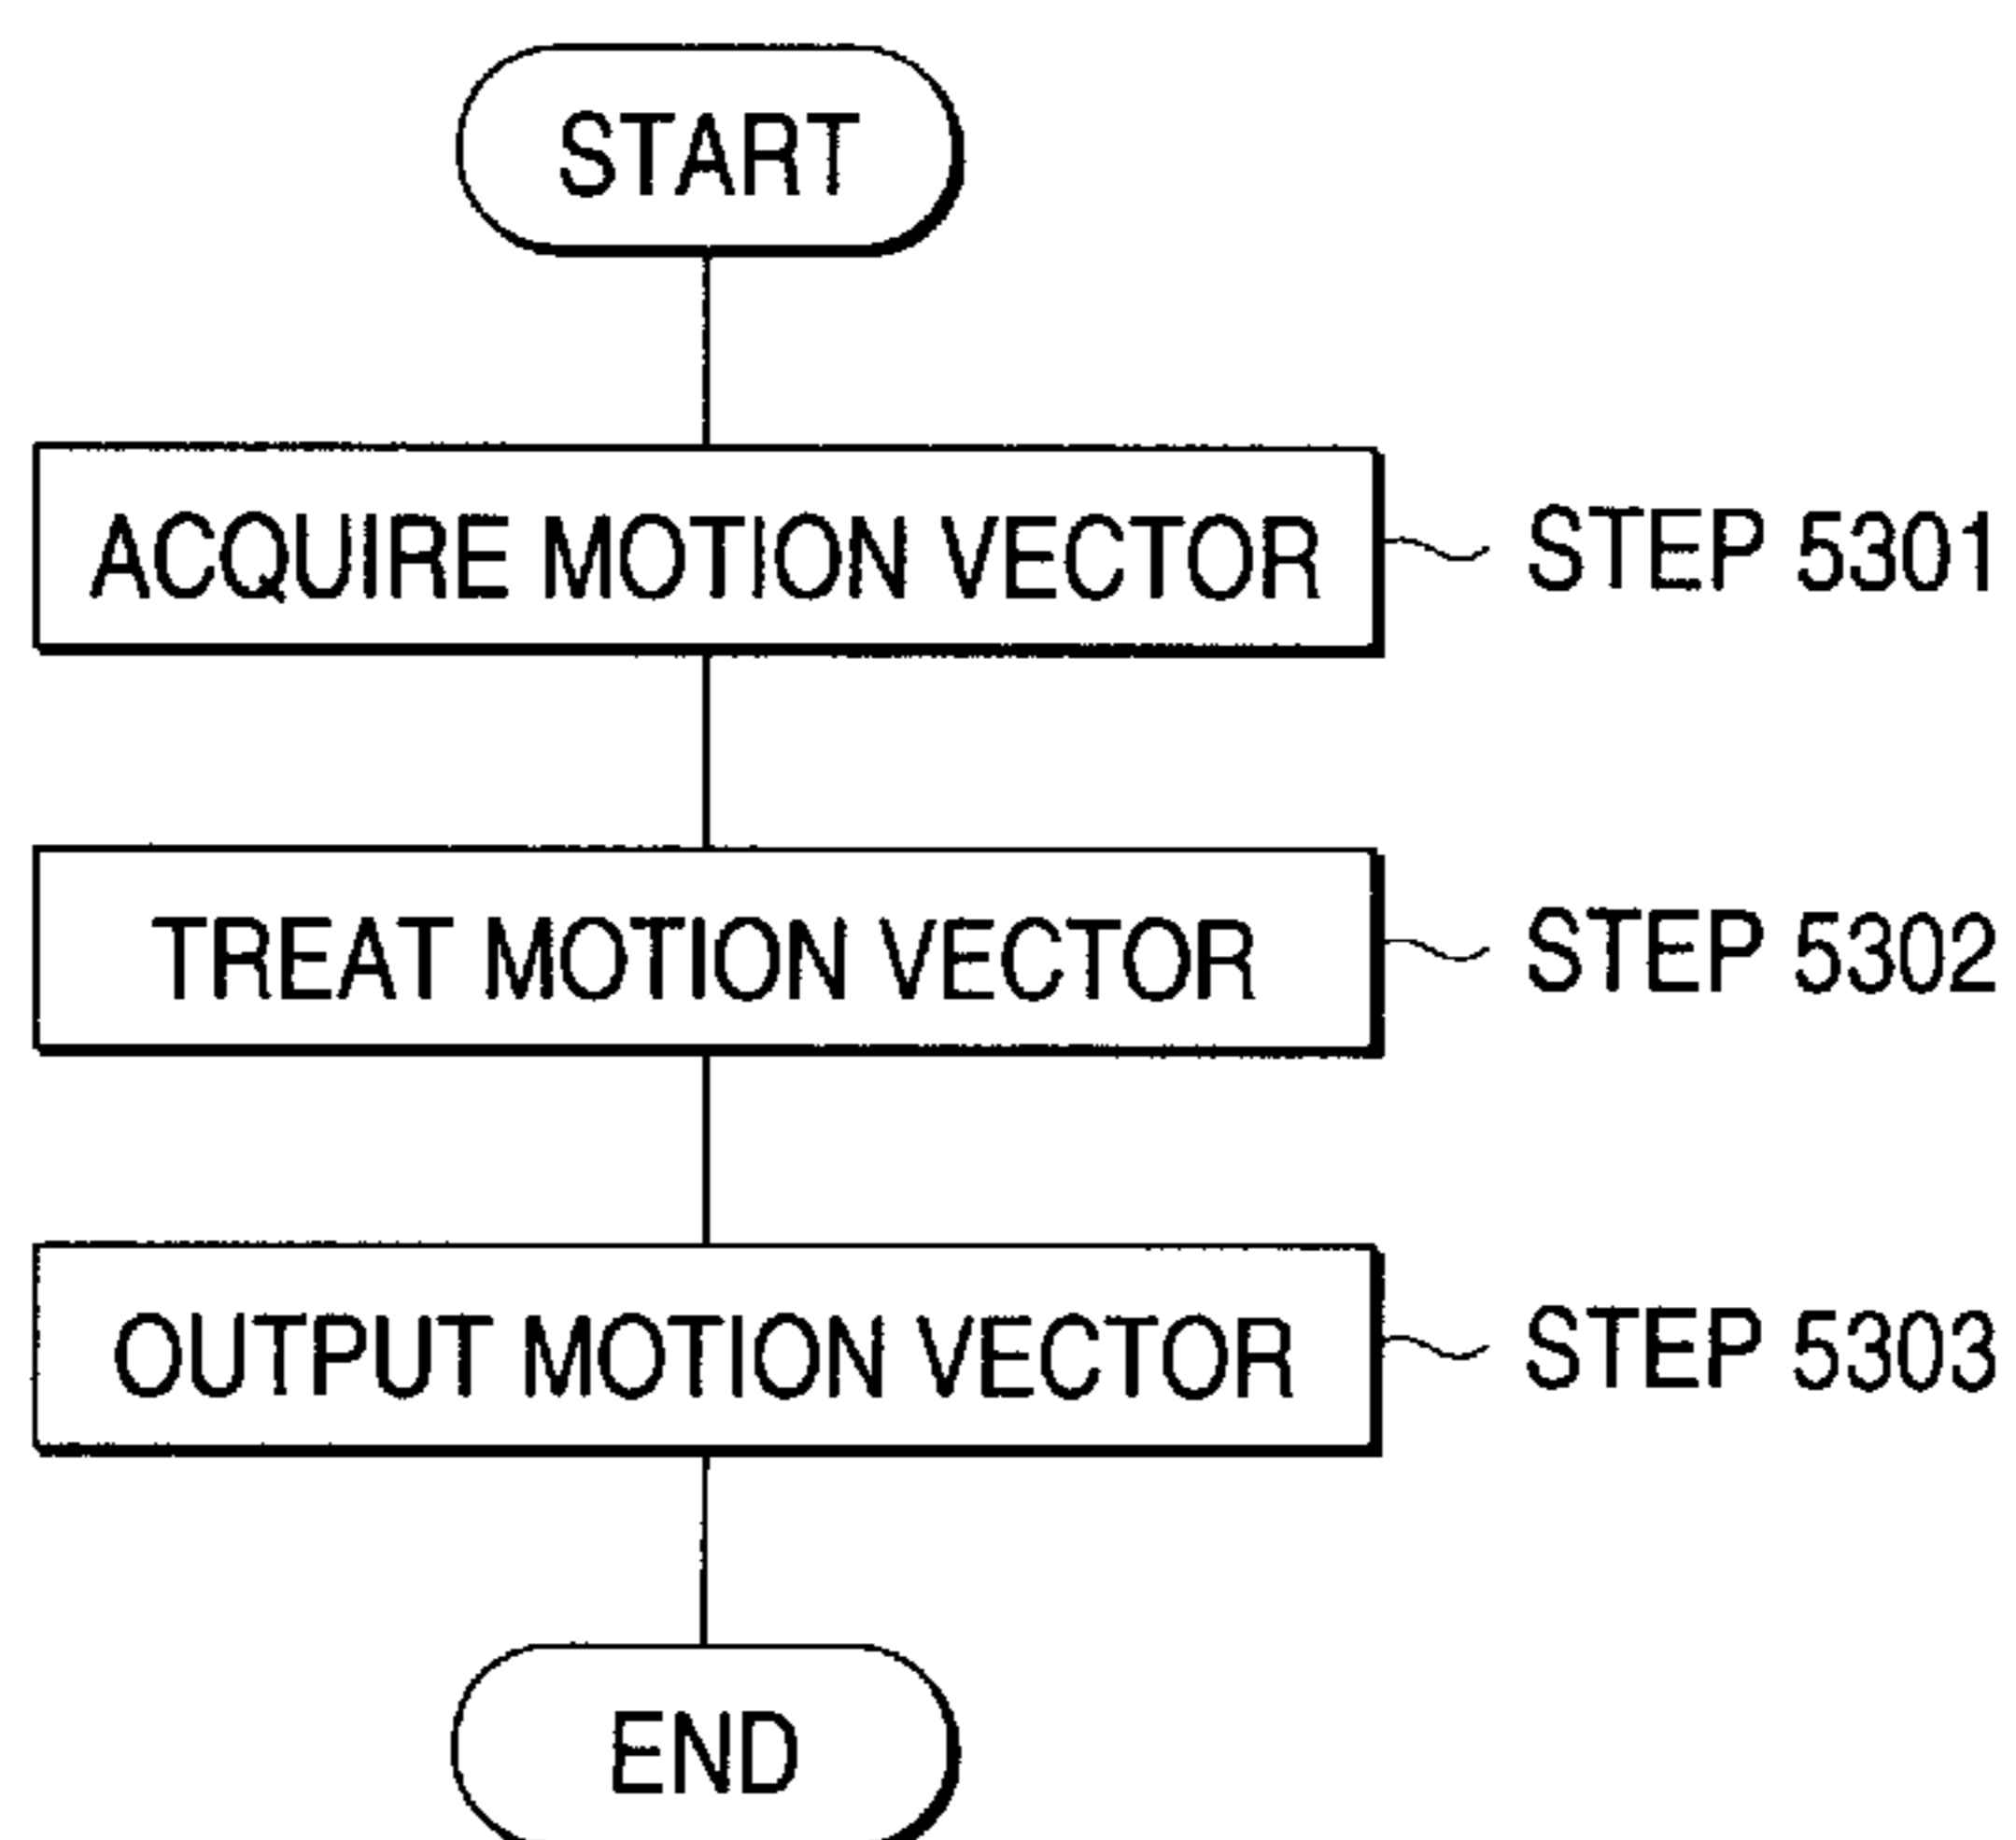 START
ACQUIRE MOTION VECTOR STEP 5301
TREAT MOTION VECTOR STEP 5302
OUTPUT MOTION VECTOR STEP 5303
END